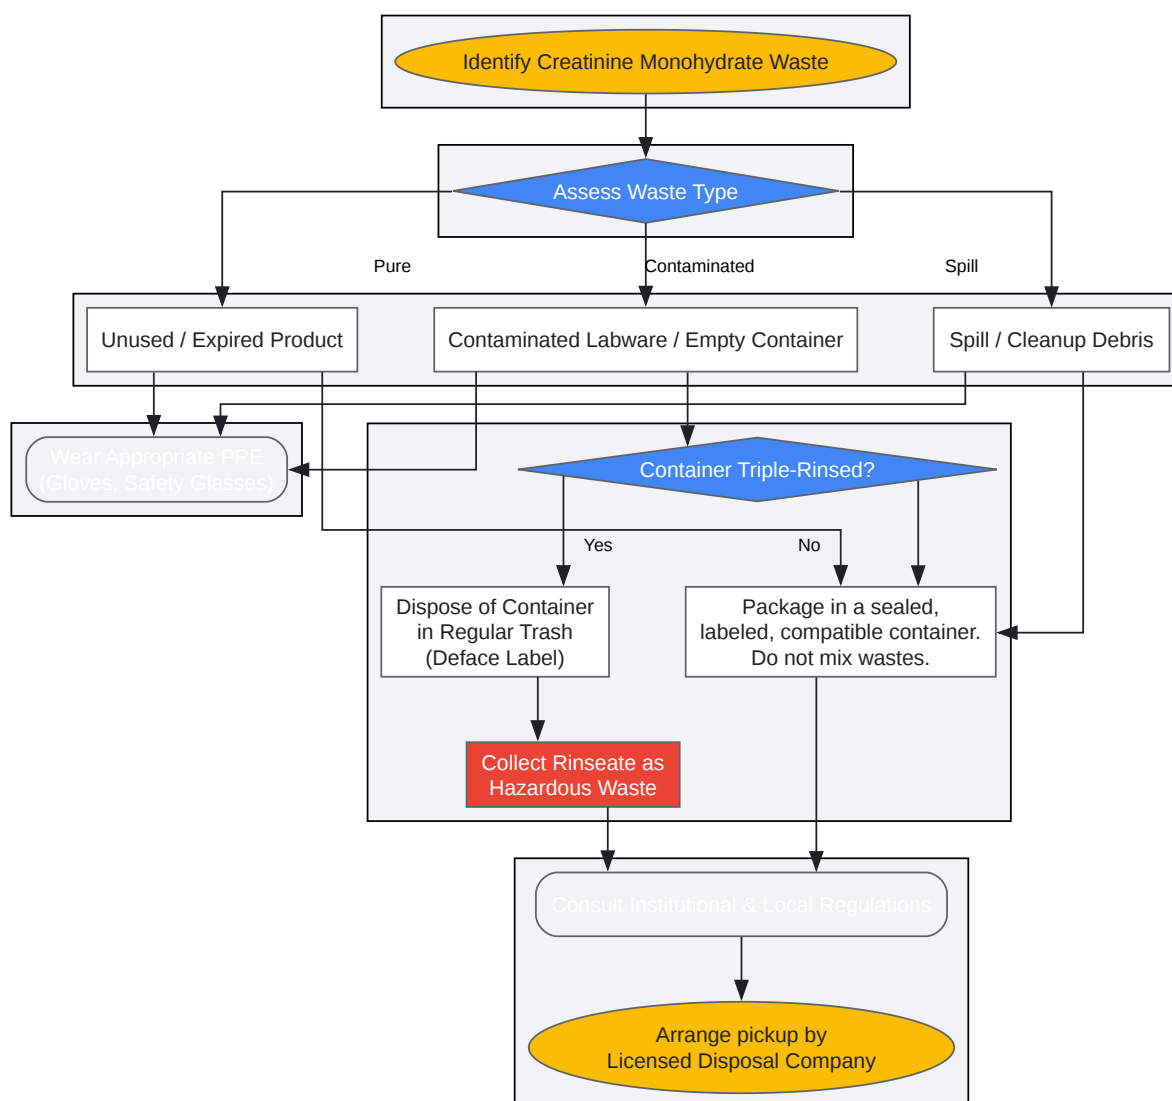 Identify Creatinine Monohydrate Waste
Assess Waste Type
Pure
Contaminated
Spill
Unused / Expired Product
Contaminated Labware / Empty Container
Spill / Cleanup Debris
Wear Appropriate PPE
(Gloves, Safety Glasses)
Container Triple-Rinsed?
Yes
No
Dispose of Container
in Regular Trash
(Deface Label)
Package in a sealed,
labeled, compatible container.
Do not mix wastes.
Collect Rinseate as
Hazardous Waste
Consult Institutional & Local Regulations
Arrange pickup by
Licensed Disposal Company